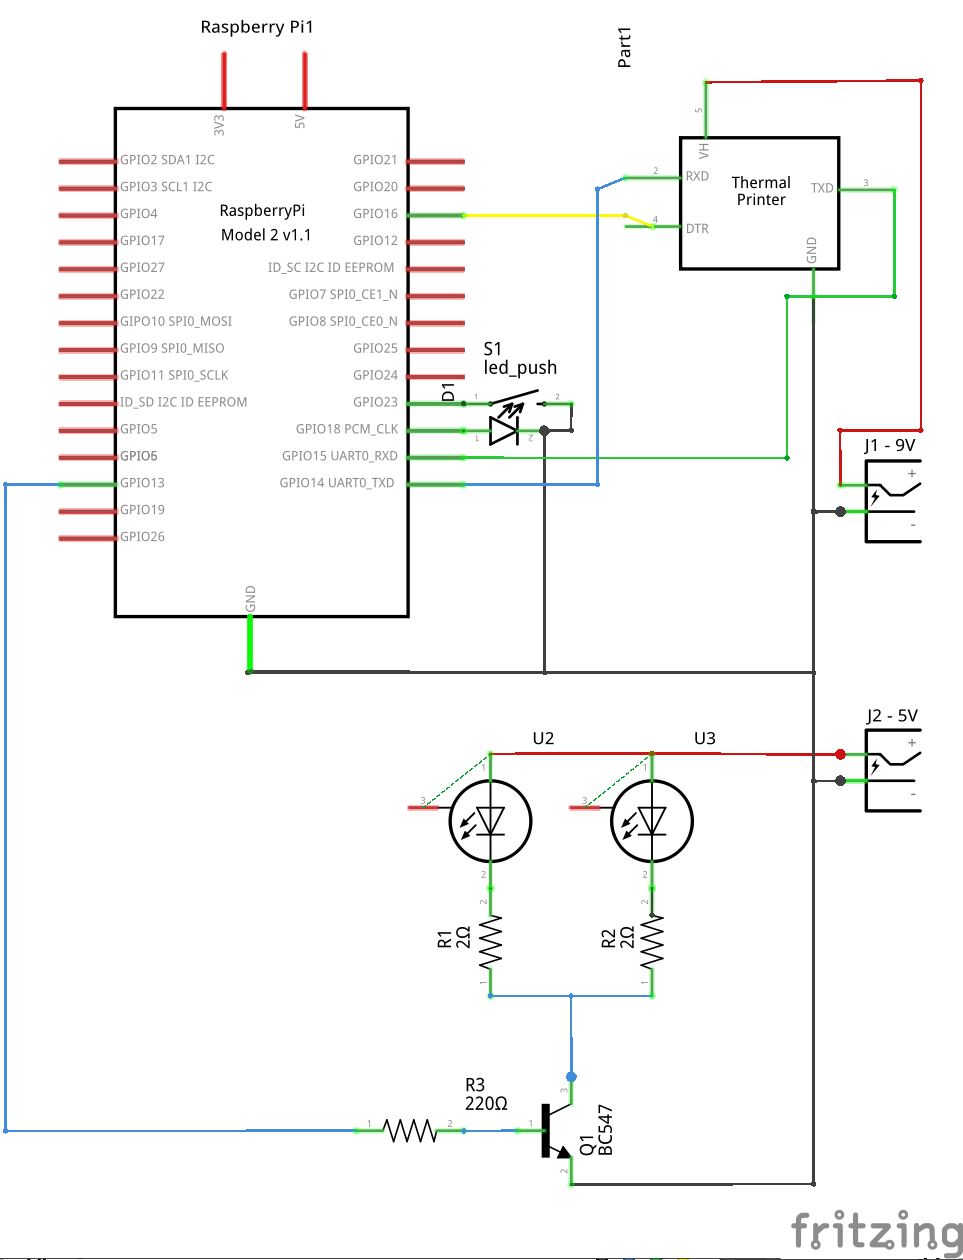 Raspberry Pi1
Part1
3V3
5V
5
VH
GPIO2 SDA1 I2C
GPIO21
GPIO3 SCL1 I2C
GPIO20
GPIO4
GPIO16
GPIO17
GPIO12
GPIO27
ID_SC I2C ID EEPROM
GPIO22
GPIO7 SPI0_CE1_N
GIPO10 SPI0_MOSI
GPIO8 SPI0_CE0_N
GPIO9 SPI0_MISO
GPIO25
GPIO11 SPI0_SCLK
GPIO24
ID_SD I2C ID EEPROM
GPIO23
GPIO5
GPIO18 PCM_CLK
GPIO6
GPIO15 UART0_RXD
GPIO13
GPIO14 UART0_TXD
GPIO19
GPIO26
GND
RaspberryPi
Model 2 v1.1
2
RXD
4
DTR
Thermal
Printer
TXD
3
GND
S1
led_push
D1
1
2
1
2
J1 - 9V
+
-
J2 - 5V
+
-
U2
1
3
2
U3
1
3
2
2
R1
2Ω
1
2
R2
2Ω
1
R3
220Ω
1
2
1
3
2
Q1
BC547
fritzing